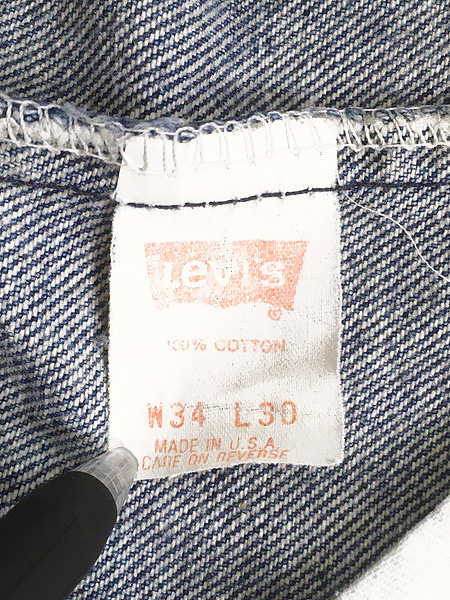 Levi's
®
100% COTTON
W34 L30
MADE IN U.S.A.
CARE ON REVERSE